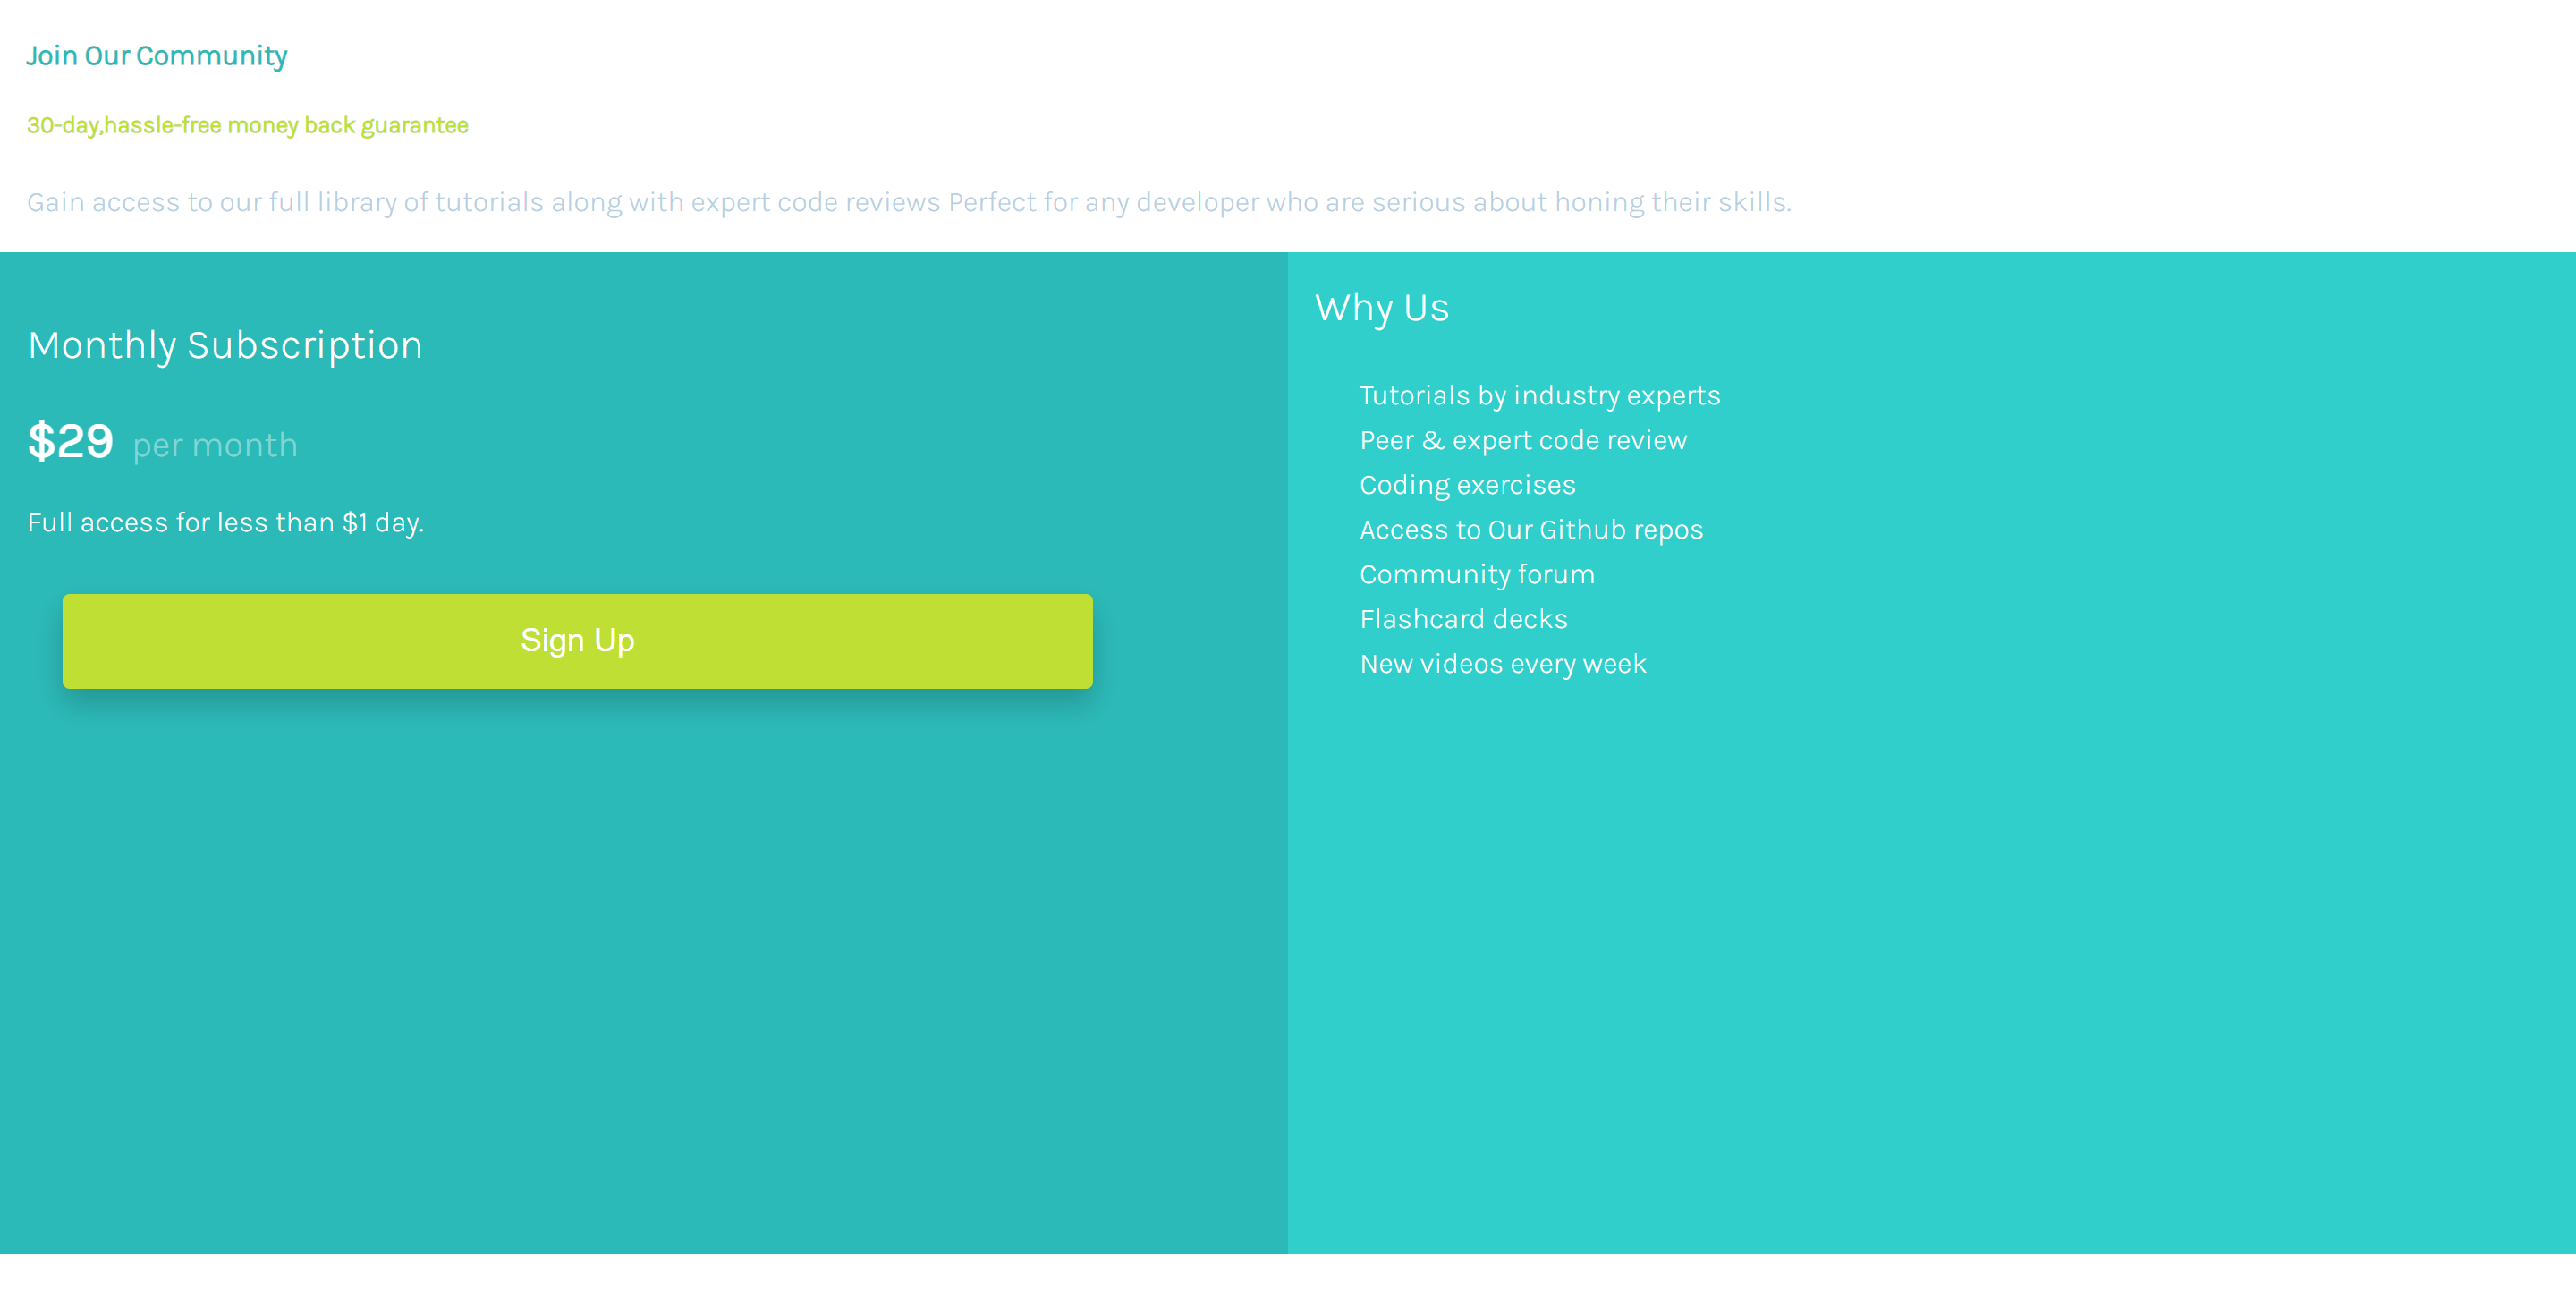 Join Our Community
30-day,hassle-free money back guarantee
Gain access to our full library of tutorials along with expert code reviews Perfect for any developer who are serious about honing their skills.
Monthly Subscription
$29 per month
Full access for less than $1 day.
Sign Up
Why Us
Tutorials by industry experts
Peer & expert code review
Coding exercises
Access to Our Github repos
Community forum
Flashcard decks
New videos every week